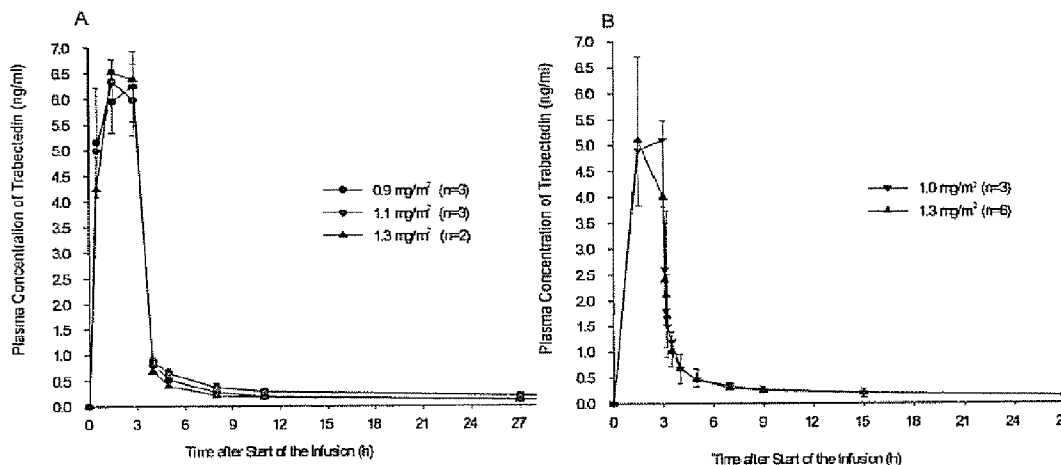 A
Plasma Concentration of Trabectedin (ng/ml)
7.0
6.5
6.0
5.5
5.0
4.5
4.0
3.5
3.0
2.5
2.0
1.5
1.0
0.5
0.0
0.9 mg/m² (n=3)
1.1 mg/m² (n=3)
1.3 mg/m² (n=2)
0 3 6 9 12 15 18 21 24 27
Time after Start of the Infusion (h)
B
Plasma Concentration of Trabectedin (ng/ml)
7.0
6.5
6.0
5.5
5.0
4.5
4.0
3.5
3.0
2.5
2.0
1.5
1.0
0.5
0.0
1.0 mg/m² (n=3)
1.3 mg/m² (n=6)
0 3 6 9 12 15 18 21 24
Time after Start of the Infusion (h)